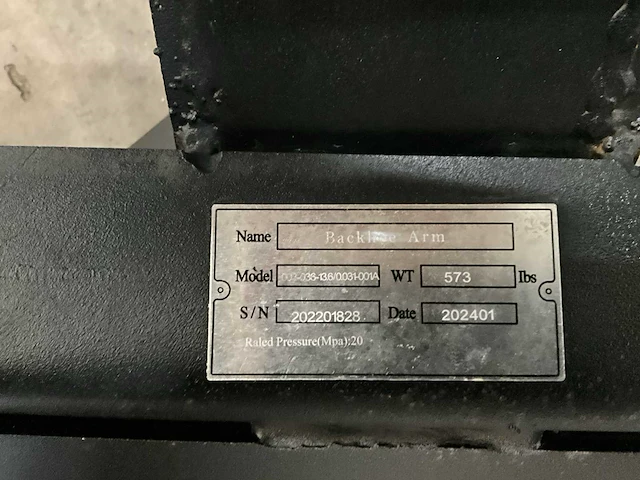 Name Backhoe Arm
Model WT 573 lbs
S/N 202201828 Date 202401
Raled Pressure(Mpa):20